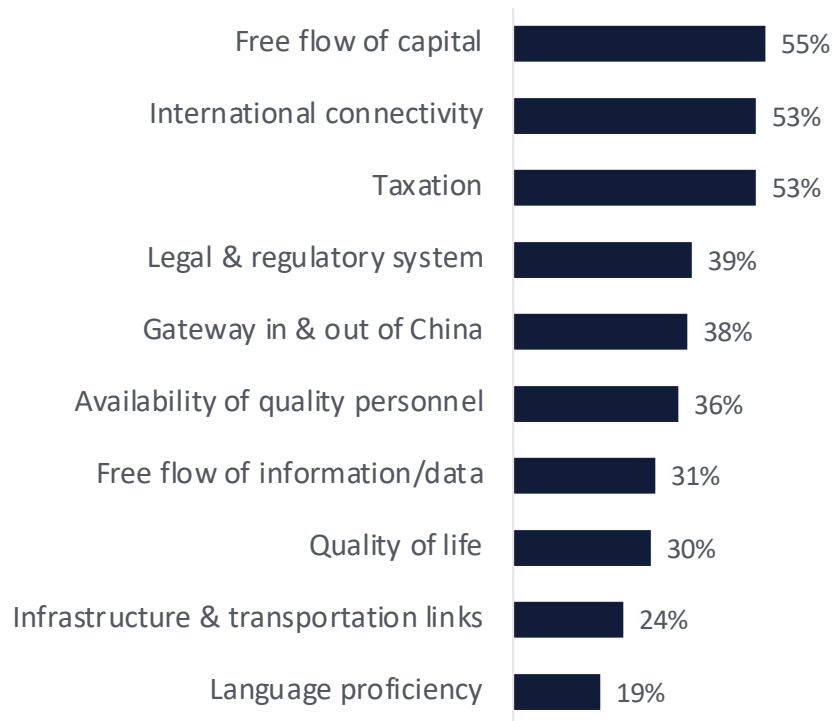 Free flow of capital 55%
International connectivity 53%
Taxation 53%
Legal & regulatory system 39%
Gateway in & out of China 38%
Availability of quality personnel 36%
Free flow of information/data 31%
Quality of life 30%
Infrastructure & transportation links 24%
Language proficiency 19%